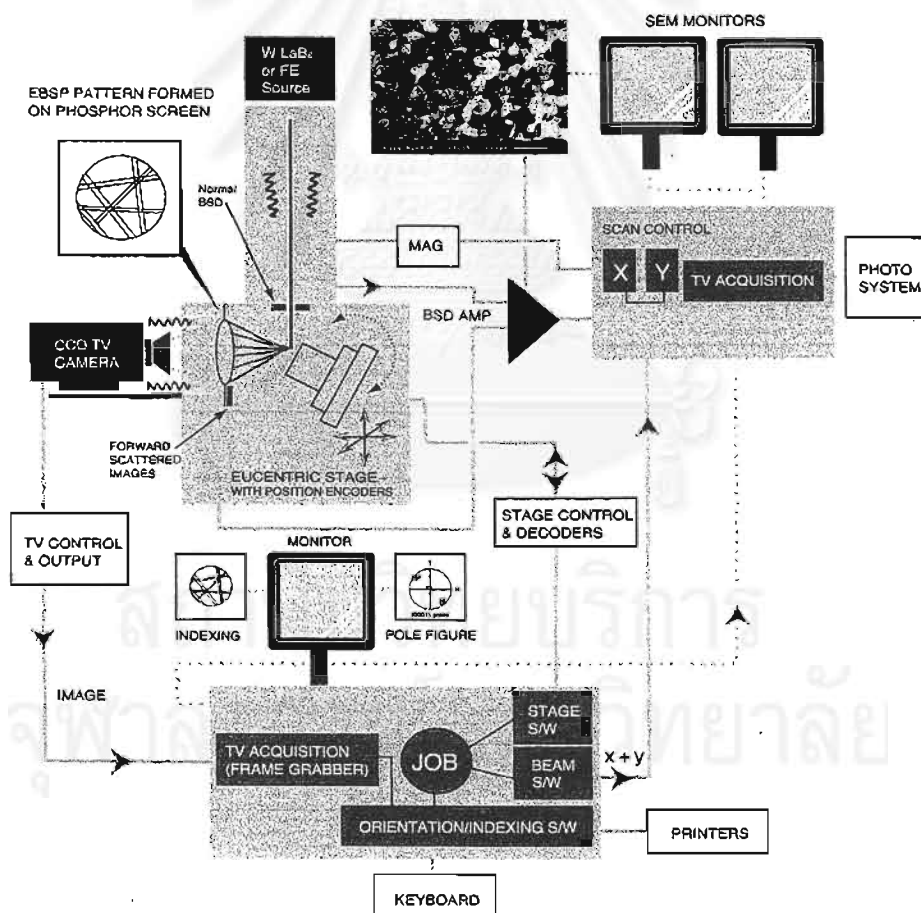 SEM MONITORS
W LaB₆
or FE
Source
EBSP PATTERN FORMED
ON PHOSPHOR SCREEN
Normal
BSD
MAG
SCAN CONTROL
X Y
TV ACQUISITION
PHOTO
SYSTEM
BSD AMP
CCD TV
CAMERA
FORWARD
SCATTERED
IMAGES
EUCENTRIC STAGE -
WITH POSITION ENCODERS
STAGE CONTROL
& DECODERS
TV CONTROL
& OUTPUT
MONITOR
INDEXING
POLE FIGURE
IMAGE
TV ACQUISITION
(FRAME GRABBER)
JOB
STAGE
S/W
BEAM
S/W
x + y
ORIENTATION/INDEXING S/W
PRINTERS
KEYBOARD